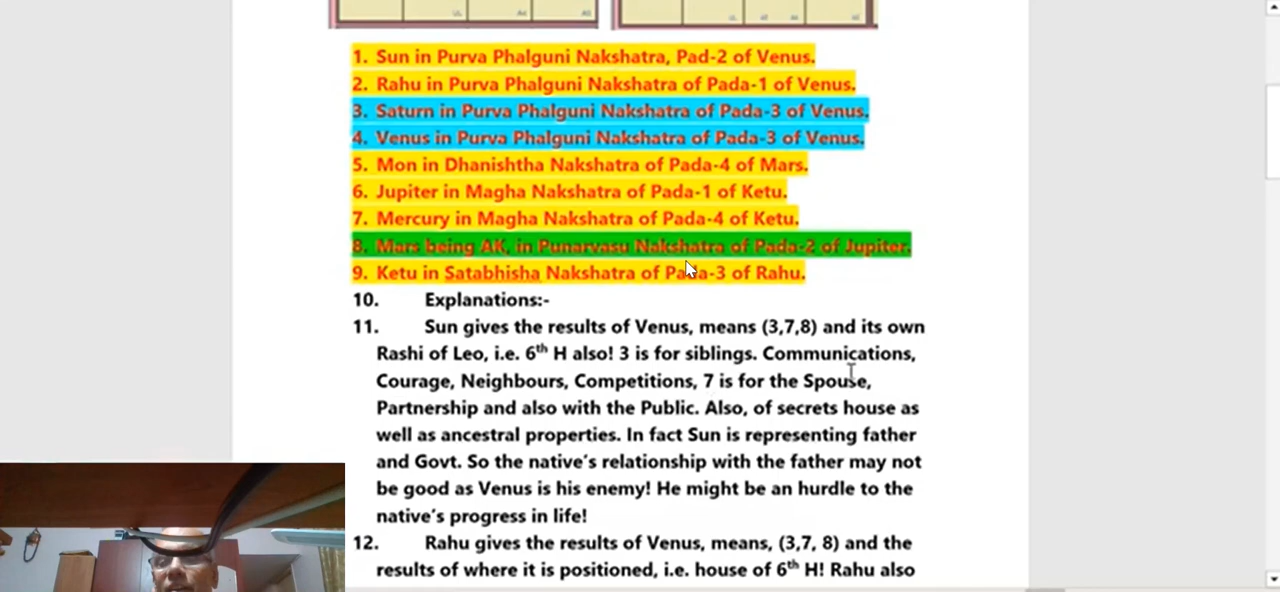 1. Sun in Purva Phalguni Nakshatra, Pad-2 of Venus.
2. Rahu in Purva Phalguni Nakshatra of Pada-1 of Venus.
3. Saturn in Purva Phalguni Nakshatra of Pada-3 of Venus.
4. Venus in Purva Phalguni Nakshatra of Pada-3 of Venus.
5. Mon in Dhanishtha Nakshatra of Pada-4 of Mars.
6. Jupiter in Magha Nakshatra of Pada-1 of Ketu.
7. Mercury in Magha Nakshatra of Pada-4 of Ketu.
8. Mars being AK, in Punarvasu Nakshatra of Pada-2 of Jupiter.
9. Ketu in Satabhisha Nakshatra of Pada-3 of Rahu.
10. Explanations:-
11. Sun gives the results of Venus, means (3,7,8) and its own
Rashi of Leo, i.e. 6th H also! 3 is for siblings. Communications,
Courage, Neighbours, Competitions, 7 is for the Spouse,
Partnership and also with the Public. Also, of secrets house as
well as ancestral properties. In fact Sun is representing father
and Govt. So the native's relationship with the father may not
be good as Venus is his enemy! He might be an hurdle to the
native's progress in life!
12. Rahu gives the results of Venus, means, (3,7, 8) and the
results of where it is positioned, i.e. house of 6th H! Rahu also